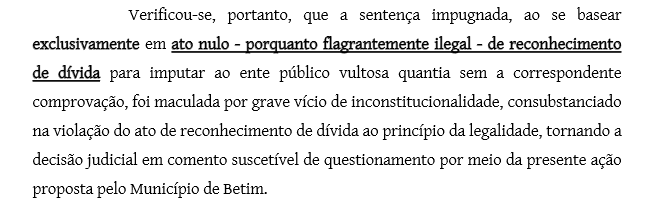 Verificou-se, portanto, que a sentença impugnada, ao se basear
exclusivamente em ato nulo - porquanto flagrantemente ilegal - de reconhecimento
de dívida para imputar ao ente público vultosa quantia sem a correspondente
comprovação, foi maculada por grave vício de inconstitucionalidade, consubstanciado
na violação do ato de reconhecimento de dívida ao princípio da legalidade, tornando a
decisão judicial em comento suscetível de questionamento por meio da presente ação
proposta pelo Município de Betim.